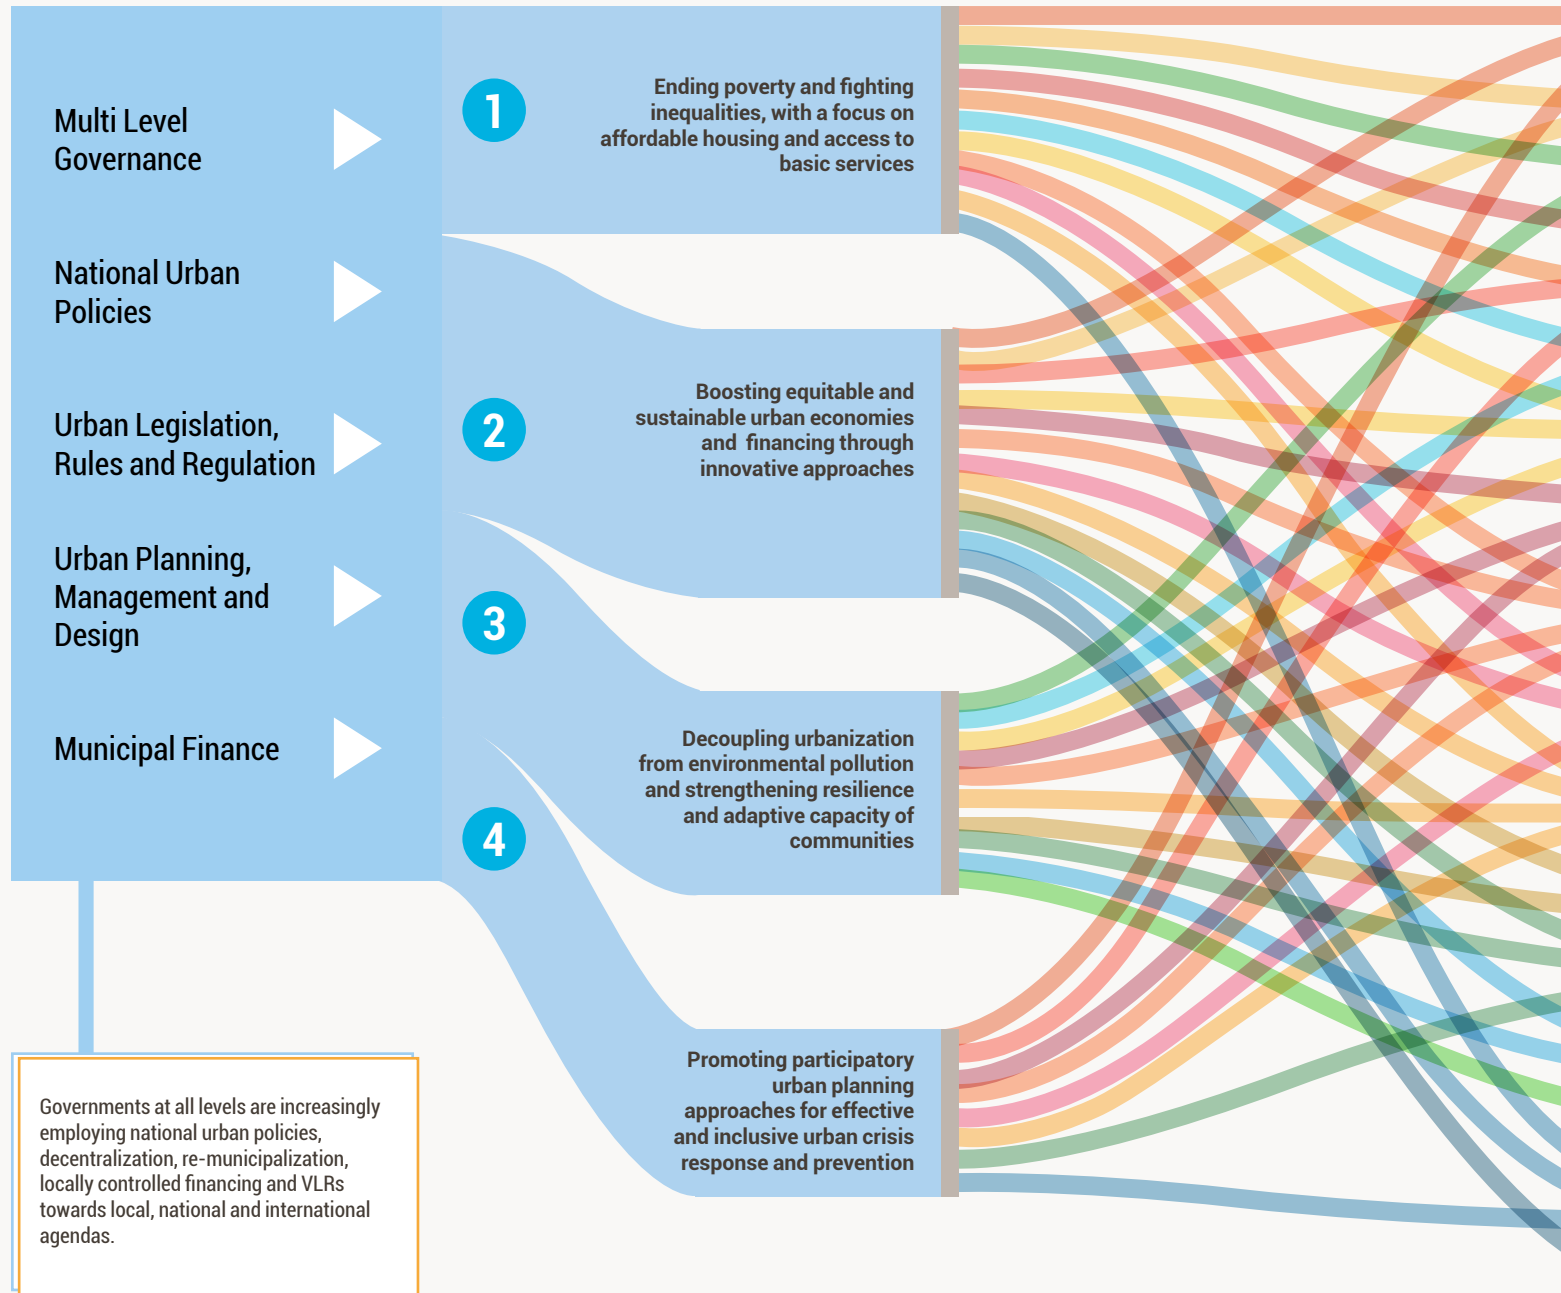 Multi Level
Governance
National Urban
Policies
Urban Legislation,
Rules and Regulation
Urban Planning,
Management and
Design
Municipal Finance
1
Ending poverty and fighting
inequalities, with a focus on
affordable housing and access to
basic services
2
Boosting equitable and
sustainable urban economies
and financing through
innovative approaches
3
Decoupling urbanization
from environmental pollution
and strengthening resilience
and adaptive capacity of
communities
4
Promoting participatory
urban planning
approaches for effective
and inclusive urban crisis
response and prevention
Governments at all levels are increasingly
employing national urban policies,
decentralization, re-municipalization,
locally controlled financing and VLRs
towards local, national and international
agendas.